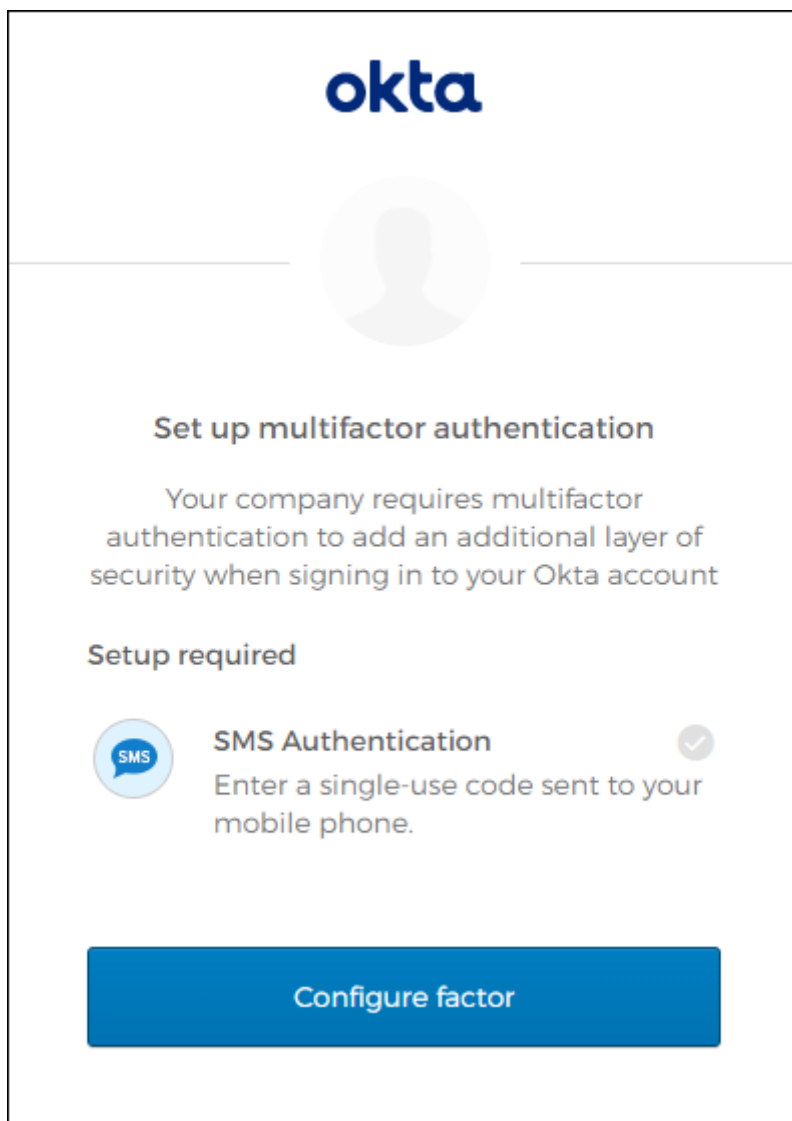 okta
Set up multifactor authentication
Your company requires multifactor
authentication to add an additional layer of
security when signing in to your Okta account
Setup required
SMS
SMS Authentication
Enter a single-use code sent to your
mobile phone.
Configure factor